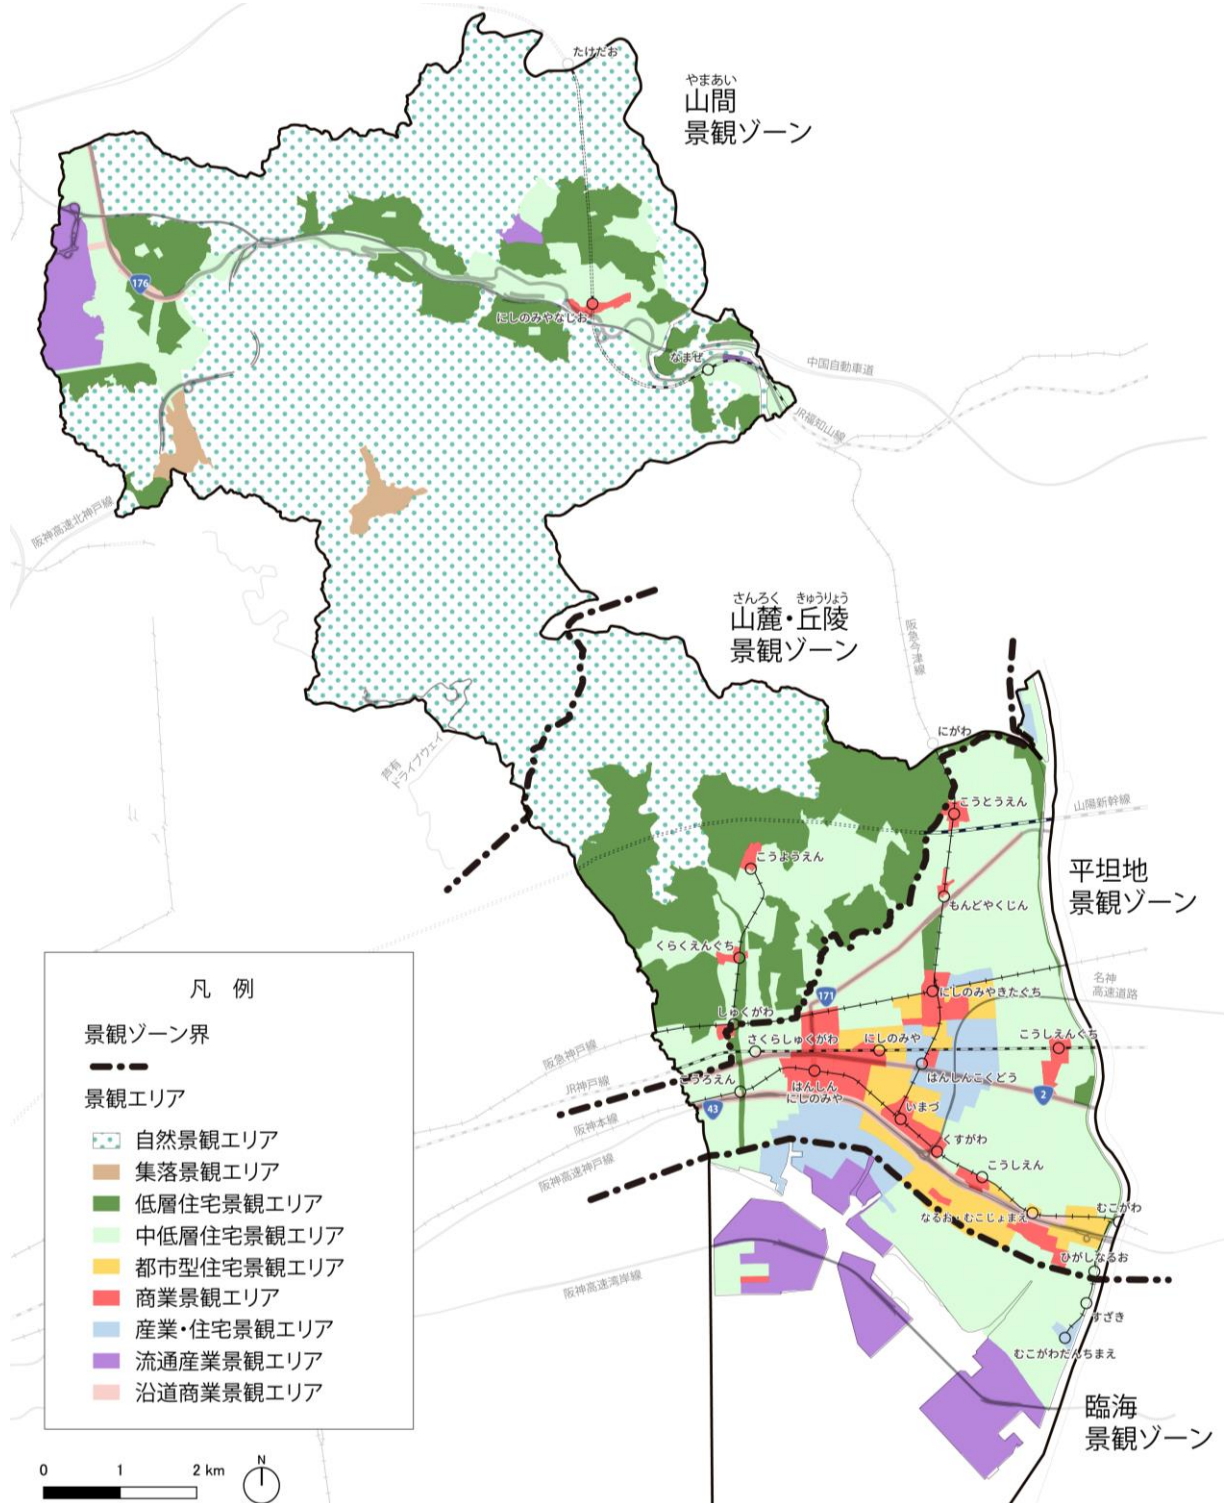 たけだお
やまあい
山間
景観ゾーン
176
にしのみやなじお
なまぜ
中国自動車道
JR福知山線
阪神高速北神戸線
さんろく きゅうりょう
山麓・丘陵
景観ゾーン
阪急今津線
芦有
ドライブウェイ
にがわ
こうとうえん
山陽新幹線
こうようえん
平坦地
景観ゾーン
もんどやくじん
くらくえんぐち
名神
高速道路
にしのみやきたぐち
171
しゅくがわ
さくらしゅくがわ
にしのみや
こうしえんぐち
阪急神戸線
JR神戸線
こうろえん
はんしん
にしのみや
はんしんこくどう
2
43
いまづ
阪神本線
くすがわ
阪神高速神戸線
こうしえん
なるお・むこじょまえ
むこがわ
ひがしなるお
阪神高速湾岸線
すざき
むこがわだんちまえ
臨海
景観ゾーン
凡 例
景観ゾーン界
景観エリア
自然景観エリア
集落景観エリア
低層住宅景観エリア
中低層住宅景観エリア
都市型住宅景観エリア
商業景観エリア
産業・住宅景観エリア
流通産業景観エリア
沿道商業景観エリア
0 1 2 km
N